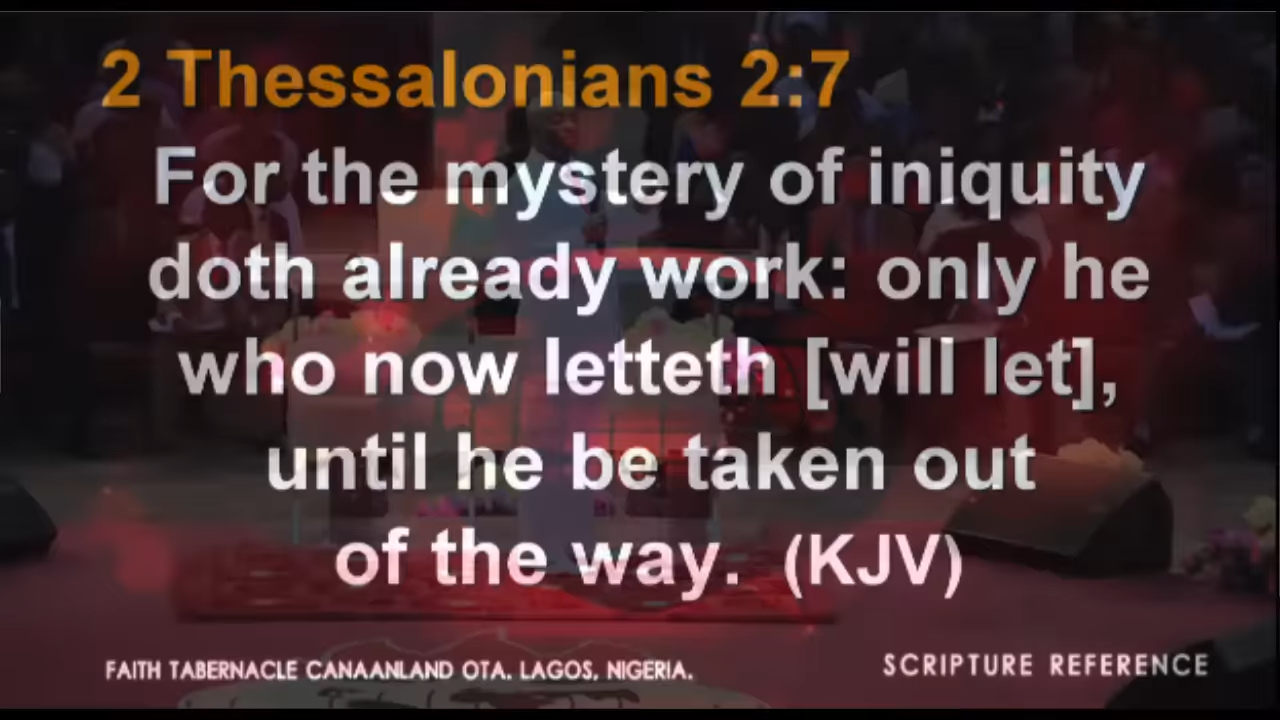 2 Thessalonians 2:7
For the mystery of iniquity
doth already work: only he
who now letteth [will let],
until he be taken out
of the way. (KJV)
FAITH TABERNACLE CANAANLAND OTA. LAGOS, NIGERIA.
SCRIPTURE REFERENCE